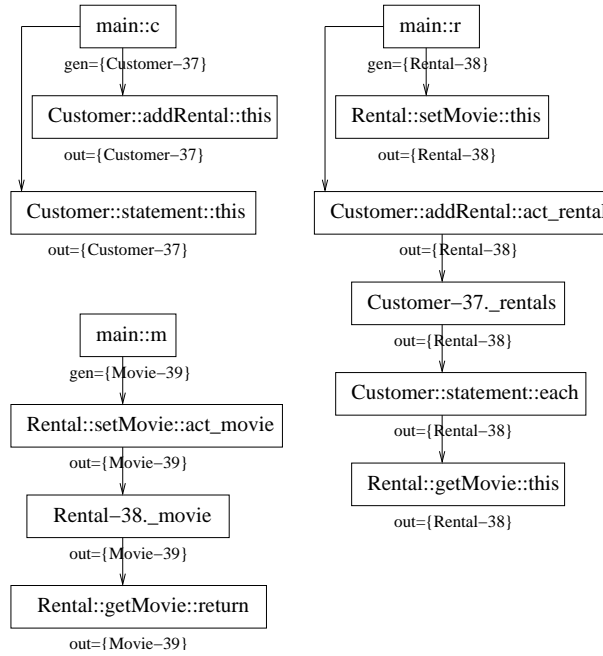 main::c
gen={Customer−37}
Customer::addRental::this
out={Customer−37}
Customer::statement::this
out={Customer−37}
main::m
gen={Movie−39}
Rental::setMovie::act_movie
out={Movie−39}
Rental−38._movie
out={Movie−39}
Rental::getMovie::return
out={Movie−39}
main::r
gen={Rental−38}
Rental::setMovie::this
out={Rental−38}
Customer::addRental::act_rental
out={Rental−38}
Customer−37._rentals
out={Rental−38}
Customer::statement::each
out={Rental−38}
Rental::getMovie::this
out={Rental−38}